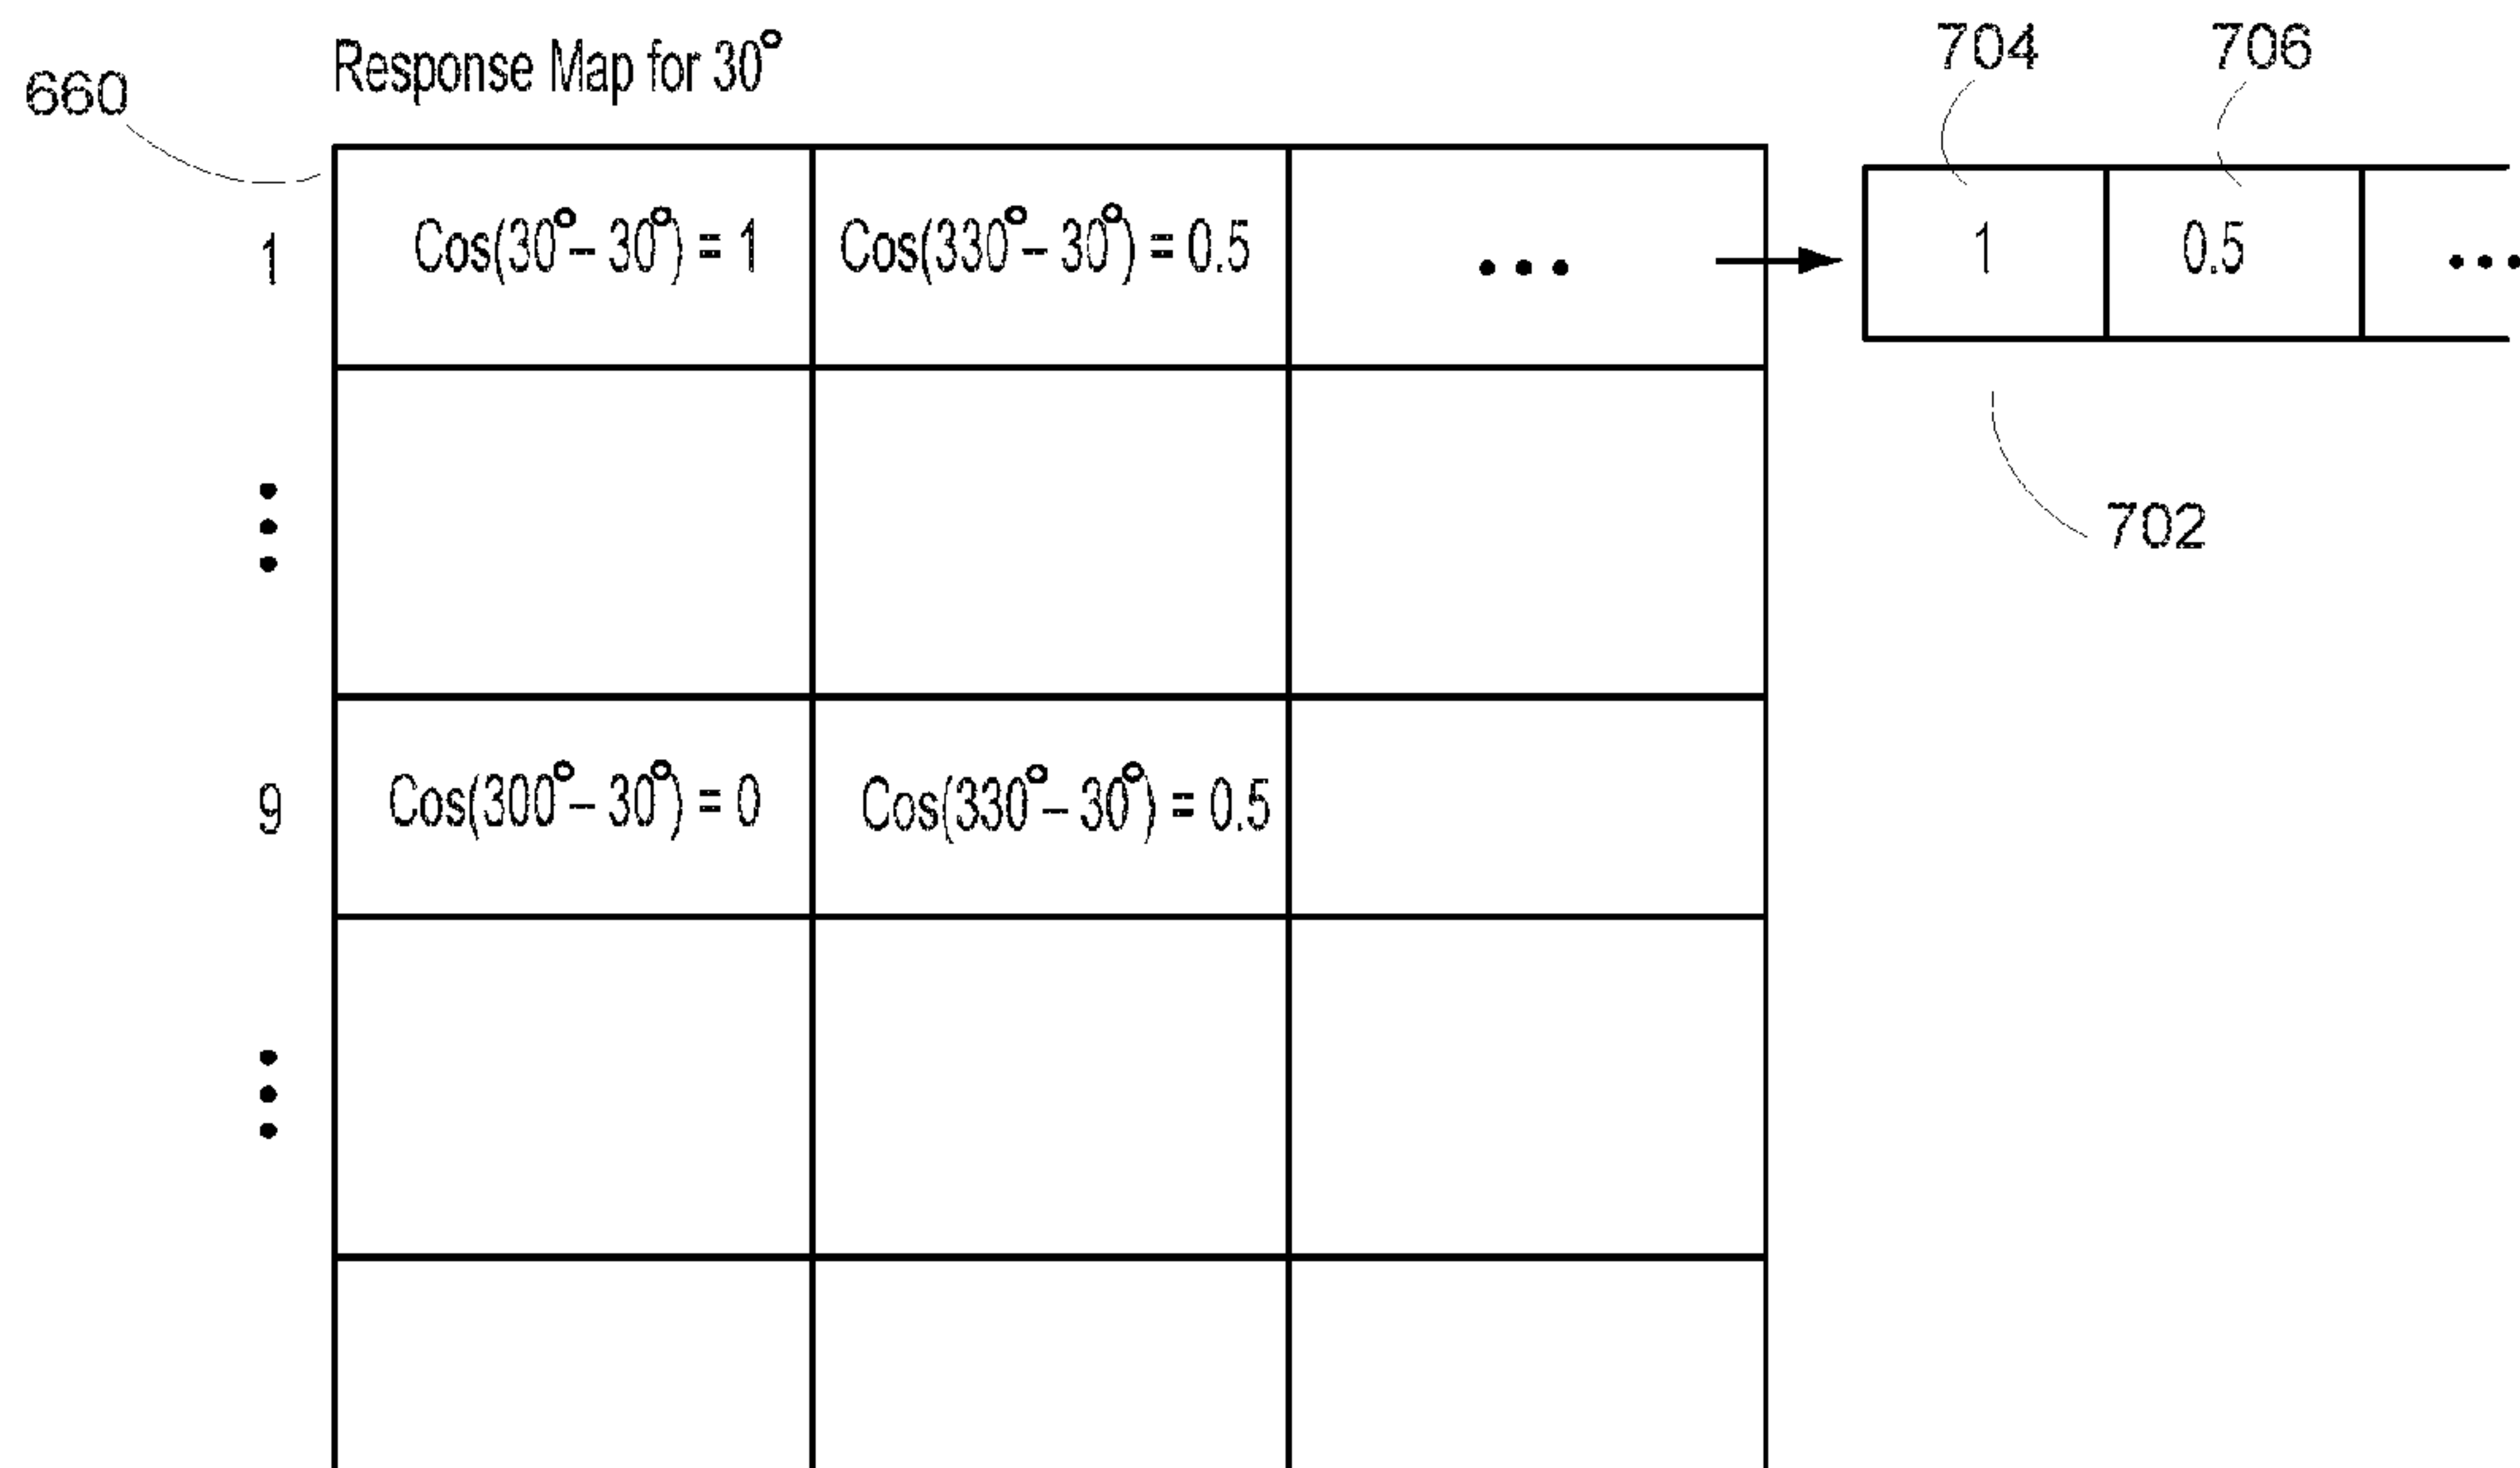 Response Map for 30°
660
704
706
1
Cos(30°– 30°) = 1
Cos(330°– 30°) = 0.5
•••
1
0.5
•••
702
9
Cos(300°– 30°) = 0
Cos(330°– 30°) = 0.5